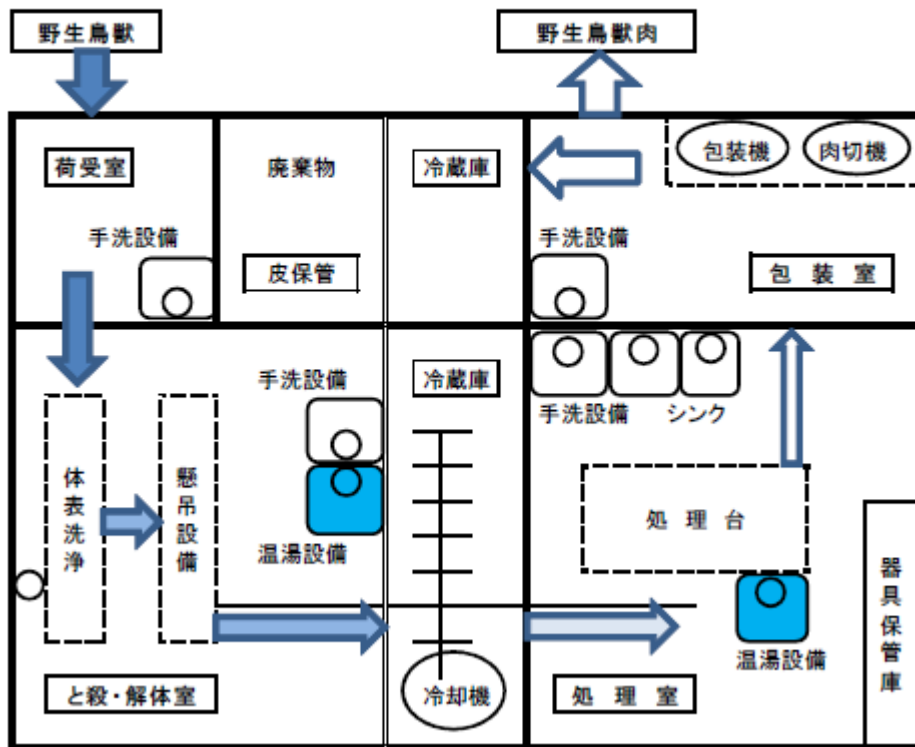 野生鳥獣
野生鳥獣肉
荷受室
廃棄物
冷蔵庫
包装機
肉切機
手洗設備
皮保管
手洗設備
包装室
手洗設備
冷蔵庫
手洗設備
シンク
体表洗浄
懸吊設備
温湯設備
処理台
器具保管庫
温湯設備
と殺・解体室
冷却機
処理室